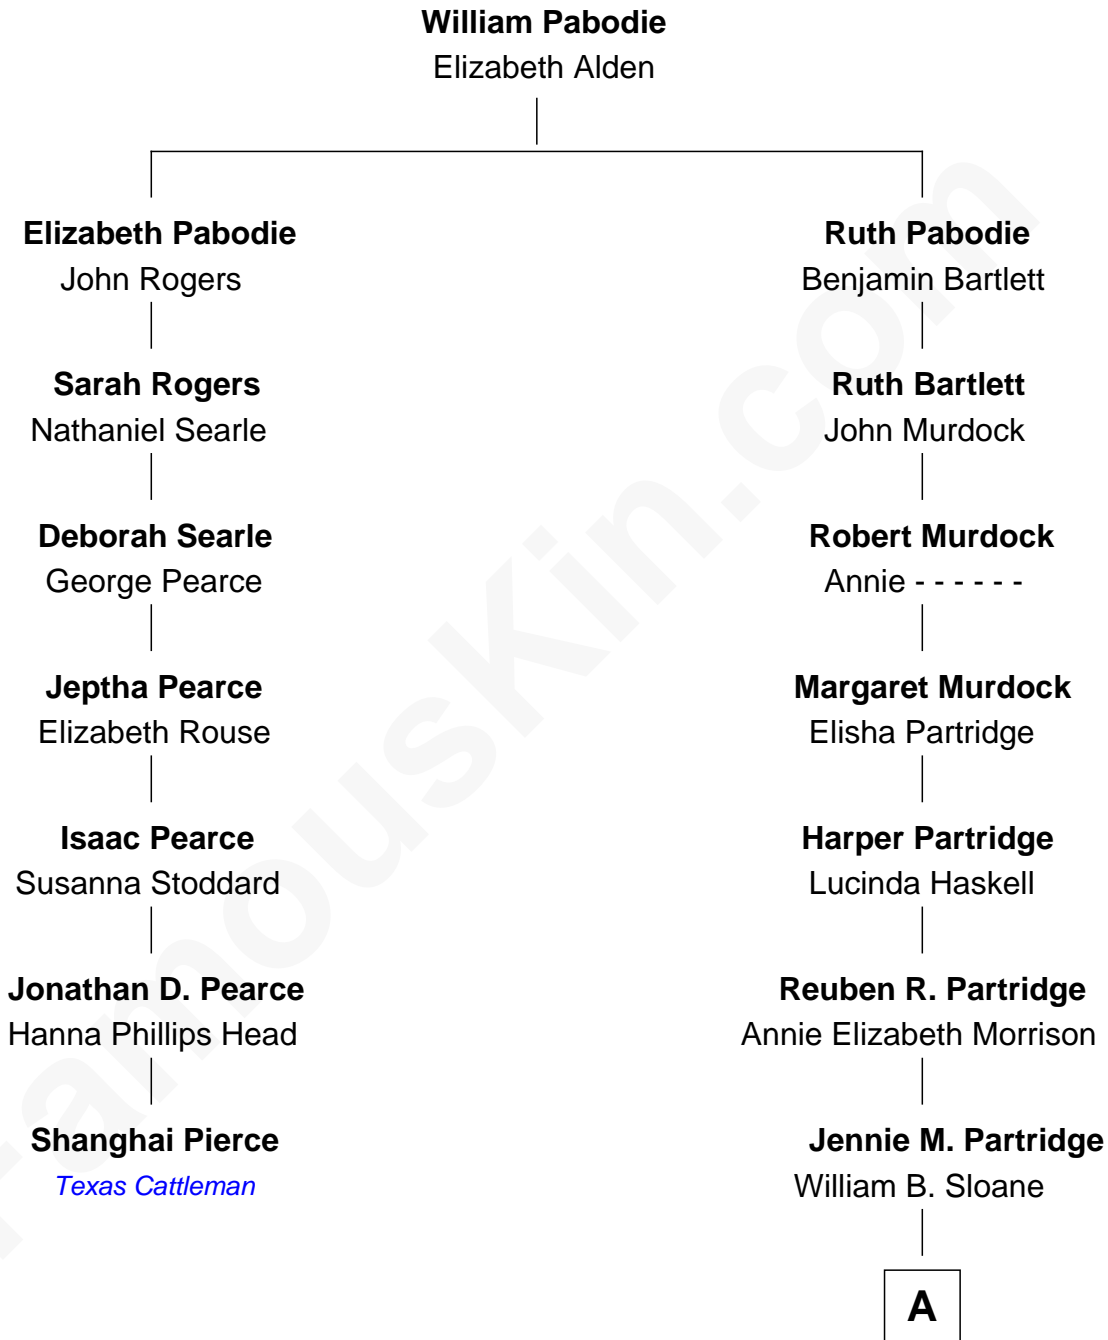 William Pabodie
Elizabeth Alden
Elizabeth Pabodie
John Rogers
Sarah Rogers
Nathaniel Searle
Deborah Searle
George Pearce
Jeptha Pearce
Elizabeth Rouse
Isaac Pearce
Susanna Stoddard
Jonathan D. Pearce
Hanna Phillips Head
Shanghai Pierce
Texas Cattleman
Ruth Pabodie
Benjamin Bartlett
Ruth Bartlett
John Murdock
Robert Murdock
Annie - - - - - -
Margaret Murdock
Elisha Partridge
Harper Partridge
Lucinda Haskell
Reuben R. Partridge
Annie Elizabeth Morrison
Jennie M. Partridge
William B. Sloane
A
FamousKin.com